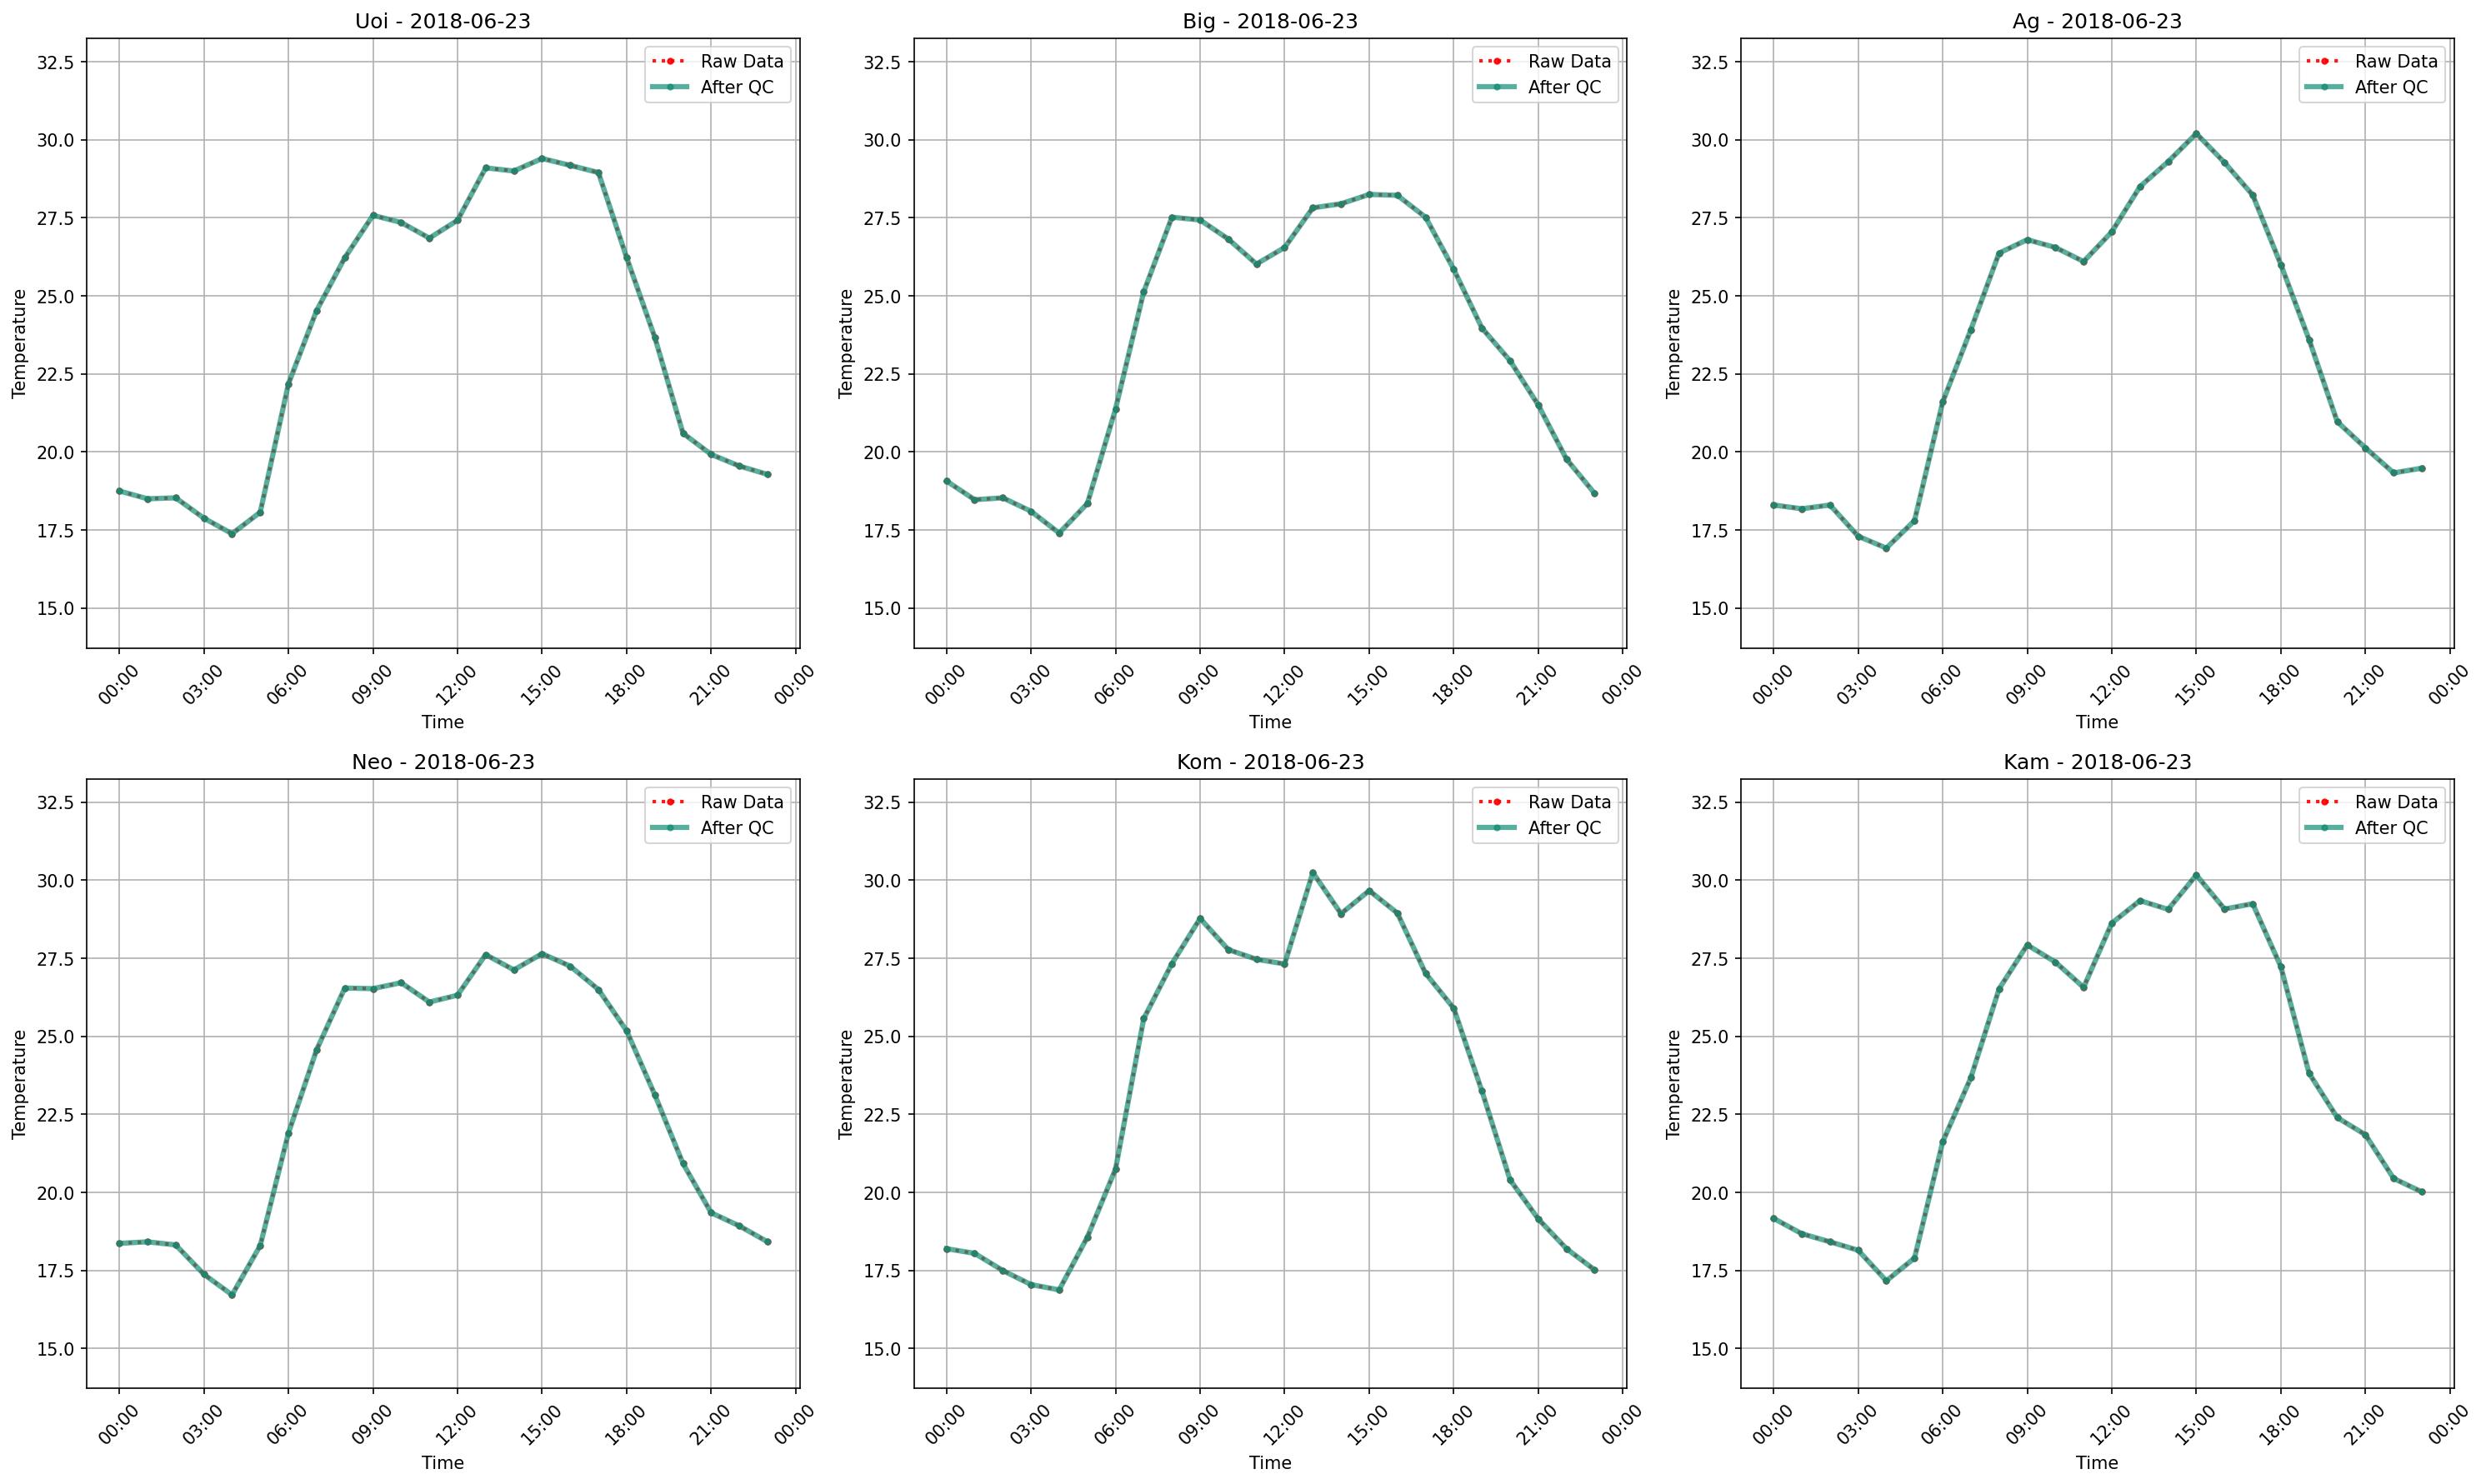 Uoi - 2018-06-23
Raw Data
After QC
32.5
30.0
27.5
25.0
22.5
20.0
17.5
15.0
Temperature
00:00 03:00 06:00 09:00 12:00 15:00 18:00 21:00 00:00
Time
Big - 2018-06-23
Raw Data
After QC
32.5
30.0
27.5
25.0
22.5
20.0
17.5
15.0
Temperature
00:00 03:00 06:00 09:00 12:00 15:00 18:00 21:00 00:00
Time
Ag - 2018-06-23
Raw Data
After QC
32.5
30.0
27.5
25.0
22.5
20.0
17.5
15.0
Temperature
00:00 03:00 06:00 09:00 12:00 15:00 18:00 21:00 00:00
Time
Neo - 2018-06-23
Raw Data
After QC
32.5
30.0
27.5
25.0
22.5
20.0
17.5
15.0
Temperature
00:00 03:00 06:00 09:00 12:00 15:00 18:00 21:00 00:00
Time
Kom - 2018-06-23
Raw Data
After QC
32.5
30.0
27.5
25.0
22.5
20.0
17.5
15.0
Temperature
00:00 03:00 06:00 09:00 12:00 15:00 18:00 21:00 00:00
Time
Kam - 2018-06-23
Raw Data
After QC
32.5
30.0
27.5
25.0
22.5
20.0
17.5
15.0
Temperature
00:00 03:00 06:00 09:00 12:00 15:00 18:00 21:00 00:00
Time